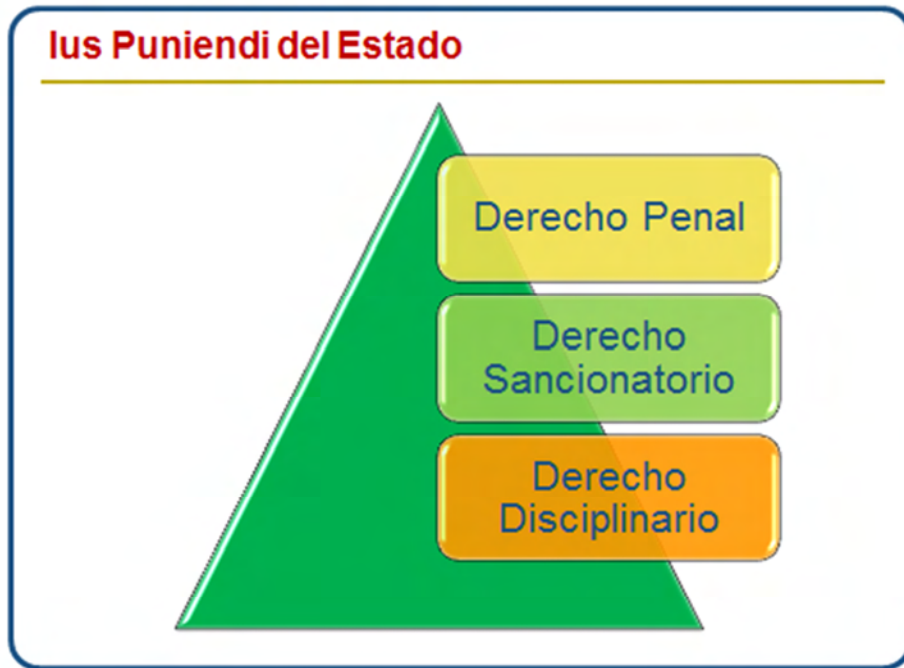 Ius Puniendi del Estado
Derecho Penal
Derecho
Sancionatorio
Derecho
Disciplinario